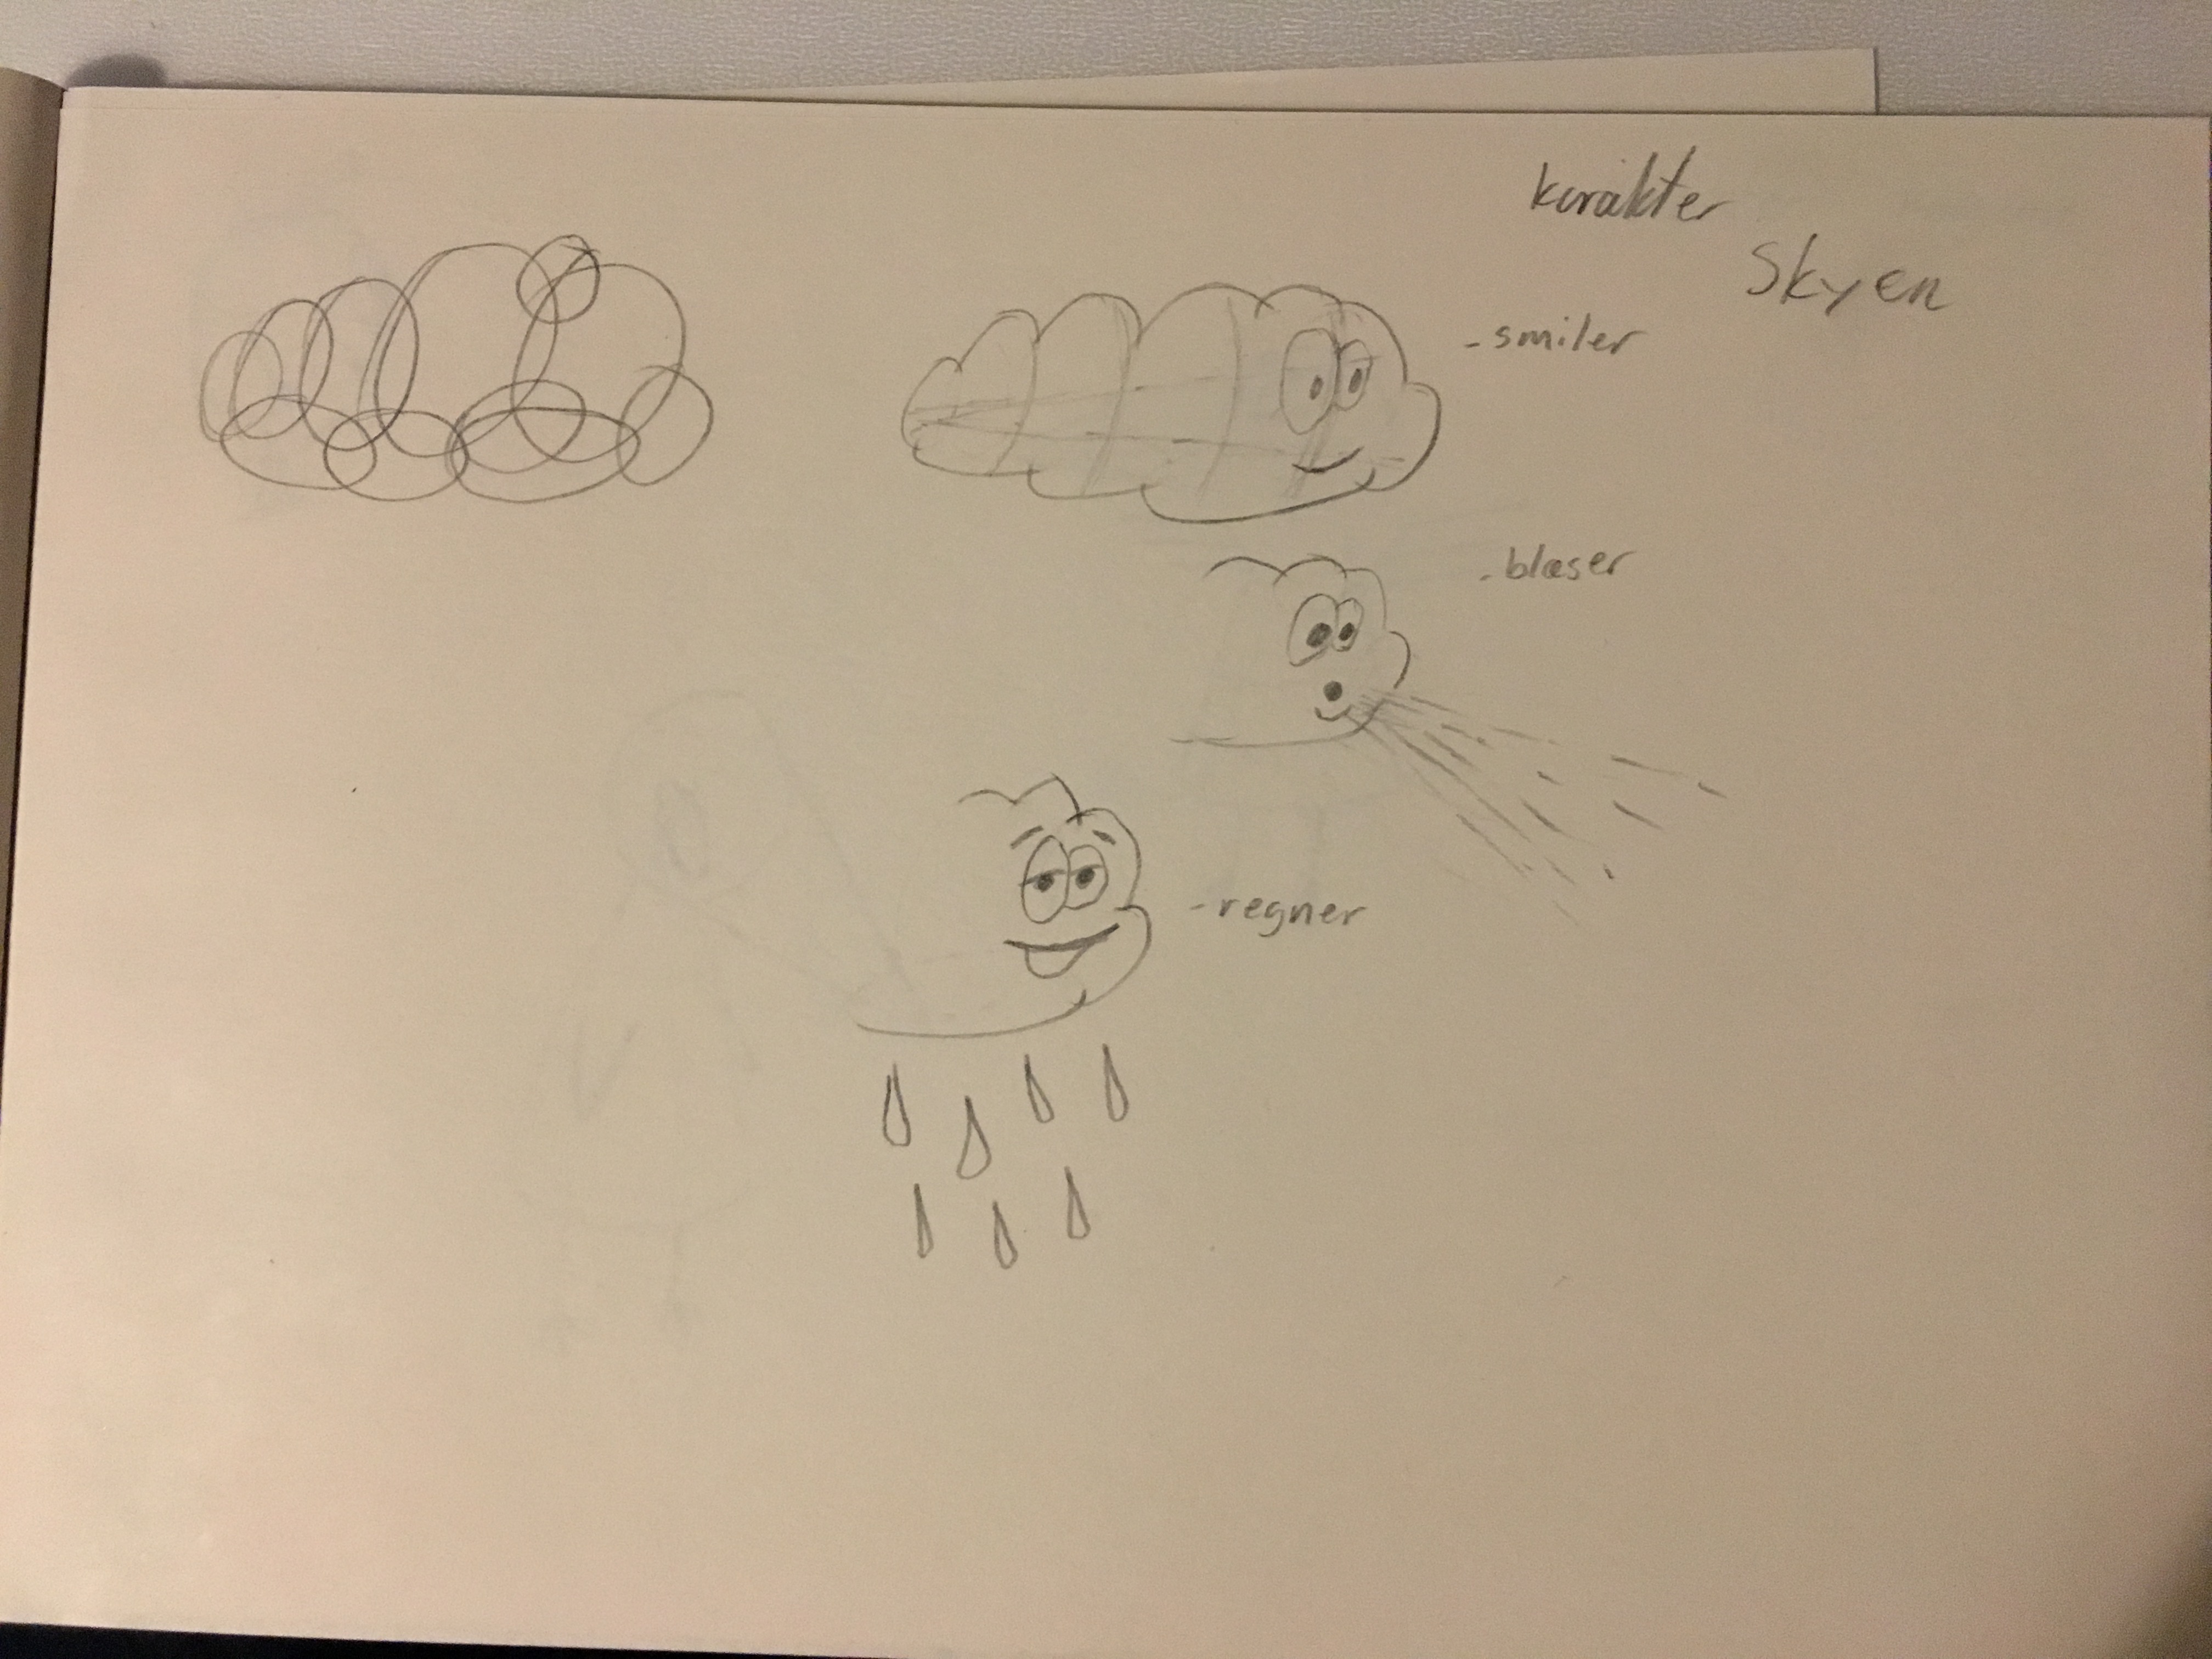 karakter
Skyen
- smiler
- blæser
- regner